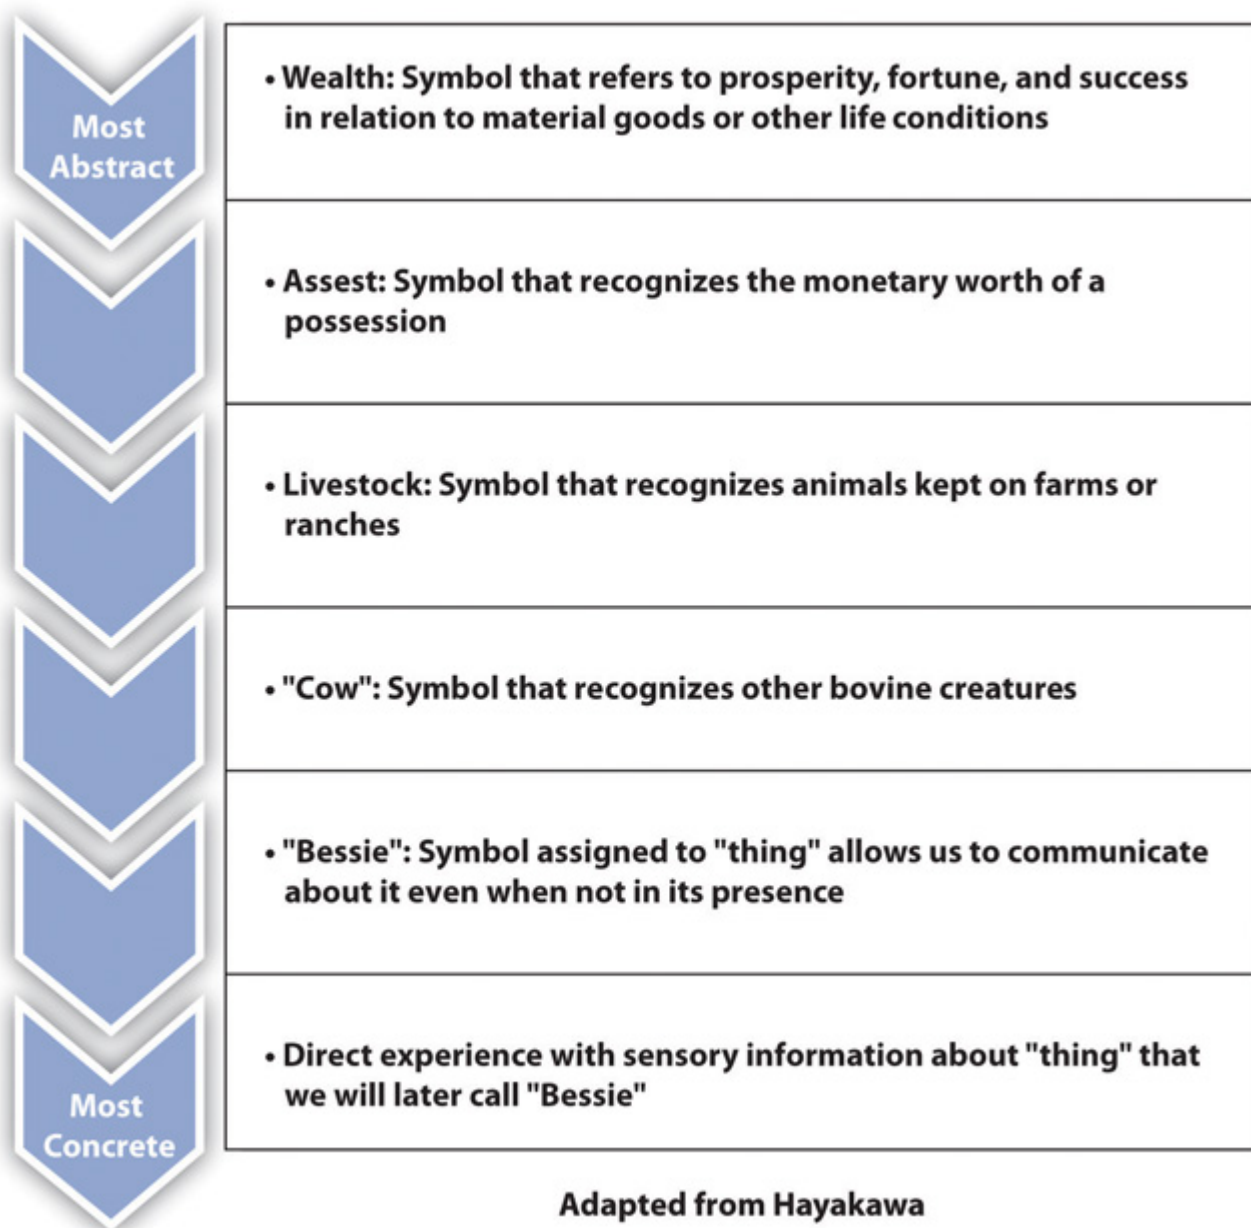 Most
Abstract
• Wealth: Symbol that refers to prosperity, fortune, and success
in relation to material goods or other life conditions
• Assest: Symbol that recognizes the monetary worth of a
possession
• Livestock: Symbol that recognizes animals kept on farms or
ranches
• "Cow": Symbol that recognizes other bovine creatures
• "Bessie": Symbol assigned to "thing" allows us to communicate
about it even when not in its presence
• Direct experience with sensory information about "thing" that
we will later call "Bessie"
Most
Concrete
Adapted from Hayakawa